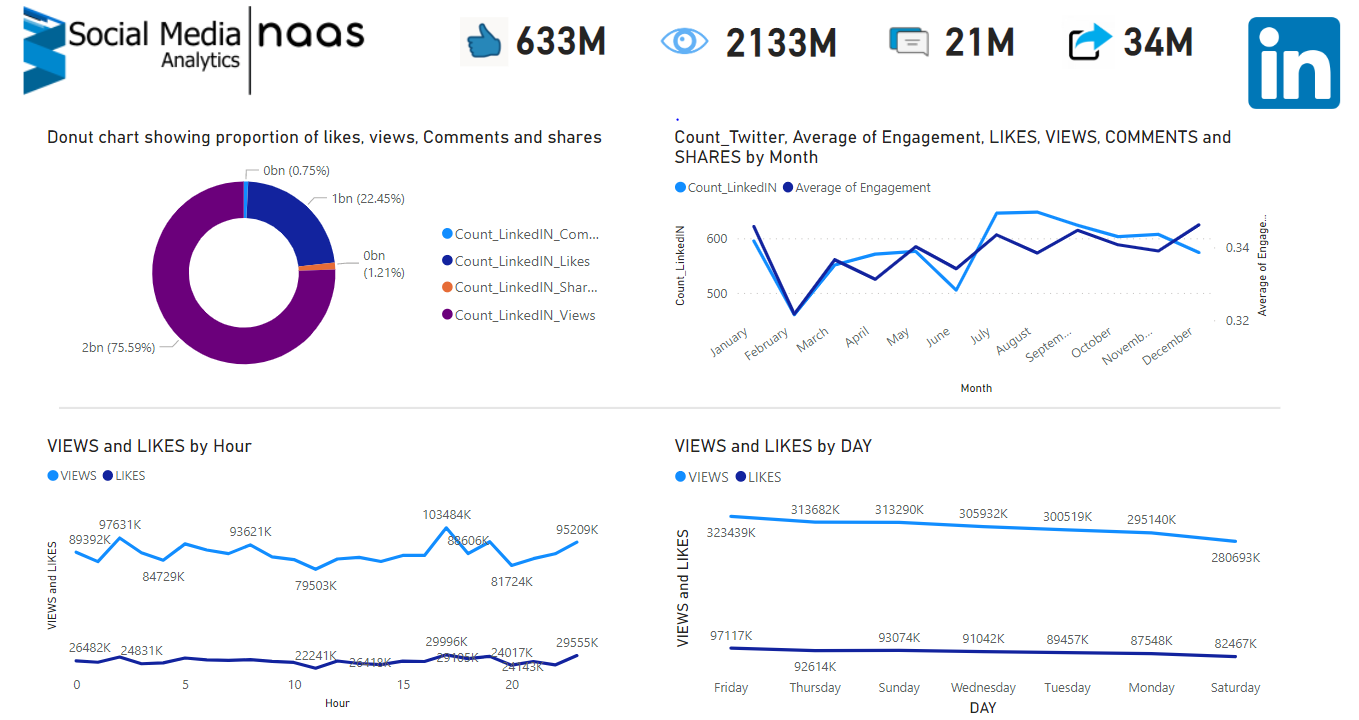 Social Media
Analytics
naas
633M
2133M
21M
34M
in
Donut chart showing proportion of likes, views, Comments and shares
0bn (0.75%)
1bn (22.45%)
0bn
(1.21%)
2bn (75.59%)
Count_LinkedIN_Com...
Count_LinkedIN_Likes
Count_LinkedIN_Shar...
Count_LinkedIN_Views
Count_Twitter, Average of Engagement, LIKES, VIEWS, COMMENTS and
SHARES by Month
Count_LinkedIN Average of Engagement
Count_LinkedIN
600
500
0.34
0.32
Average of Engage...
January February March April May June July August Septem... October Novemb... December
Month
VIEWS and LIKES by Hour
VIEWS LIKES
VIEWS and LIKES
89392K
97631K
84729K
93621K
79503K
103484K
88606K
81724K
95209K
26482K
24831K
22241K
26418K
29996K
29185K
24017K
24143K
29555K
0 5 10 15 20
Hour
VIEWS and LIKES by DAY
VIEWS LIKES
VIEWS and LIKES
323439K
313682K
313290K
305932K
300519K
295140K
280693K
97117K
92614K
93074K
91042K
89457K
87548K
82467K
Friday Thursday Sunday Wednesday Tuesday Monday Saturday
DAY